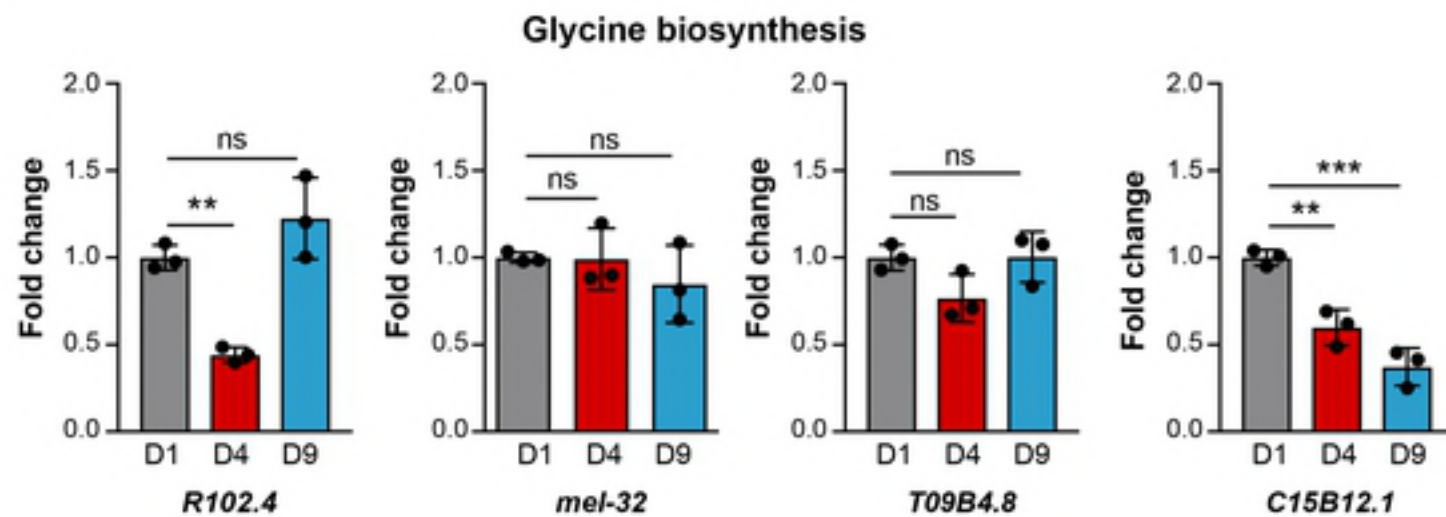 Glycine biosynthesis
Fold change
2.0
1.5
1.0
0.5
0.0
ns
**
D1 D4 D9
R102.4
Fold change
2.0
1.5
1.0
0.5
0.0
ns
ns
D1 D4 D9
mel-32
Fold change
2.0
1.5
1.0
0.5
0.0
ns
ns
D1 D4 D9
T09B4.8
Fold change
2.0
1.5
1.0
0.5
0.0
***
**
D1 D4 D9
C15B12.1